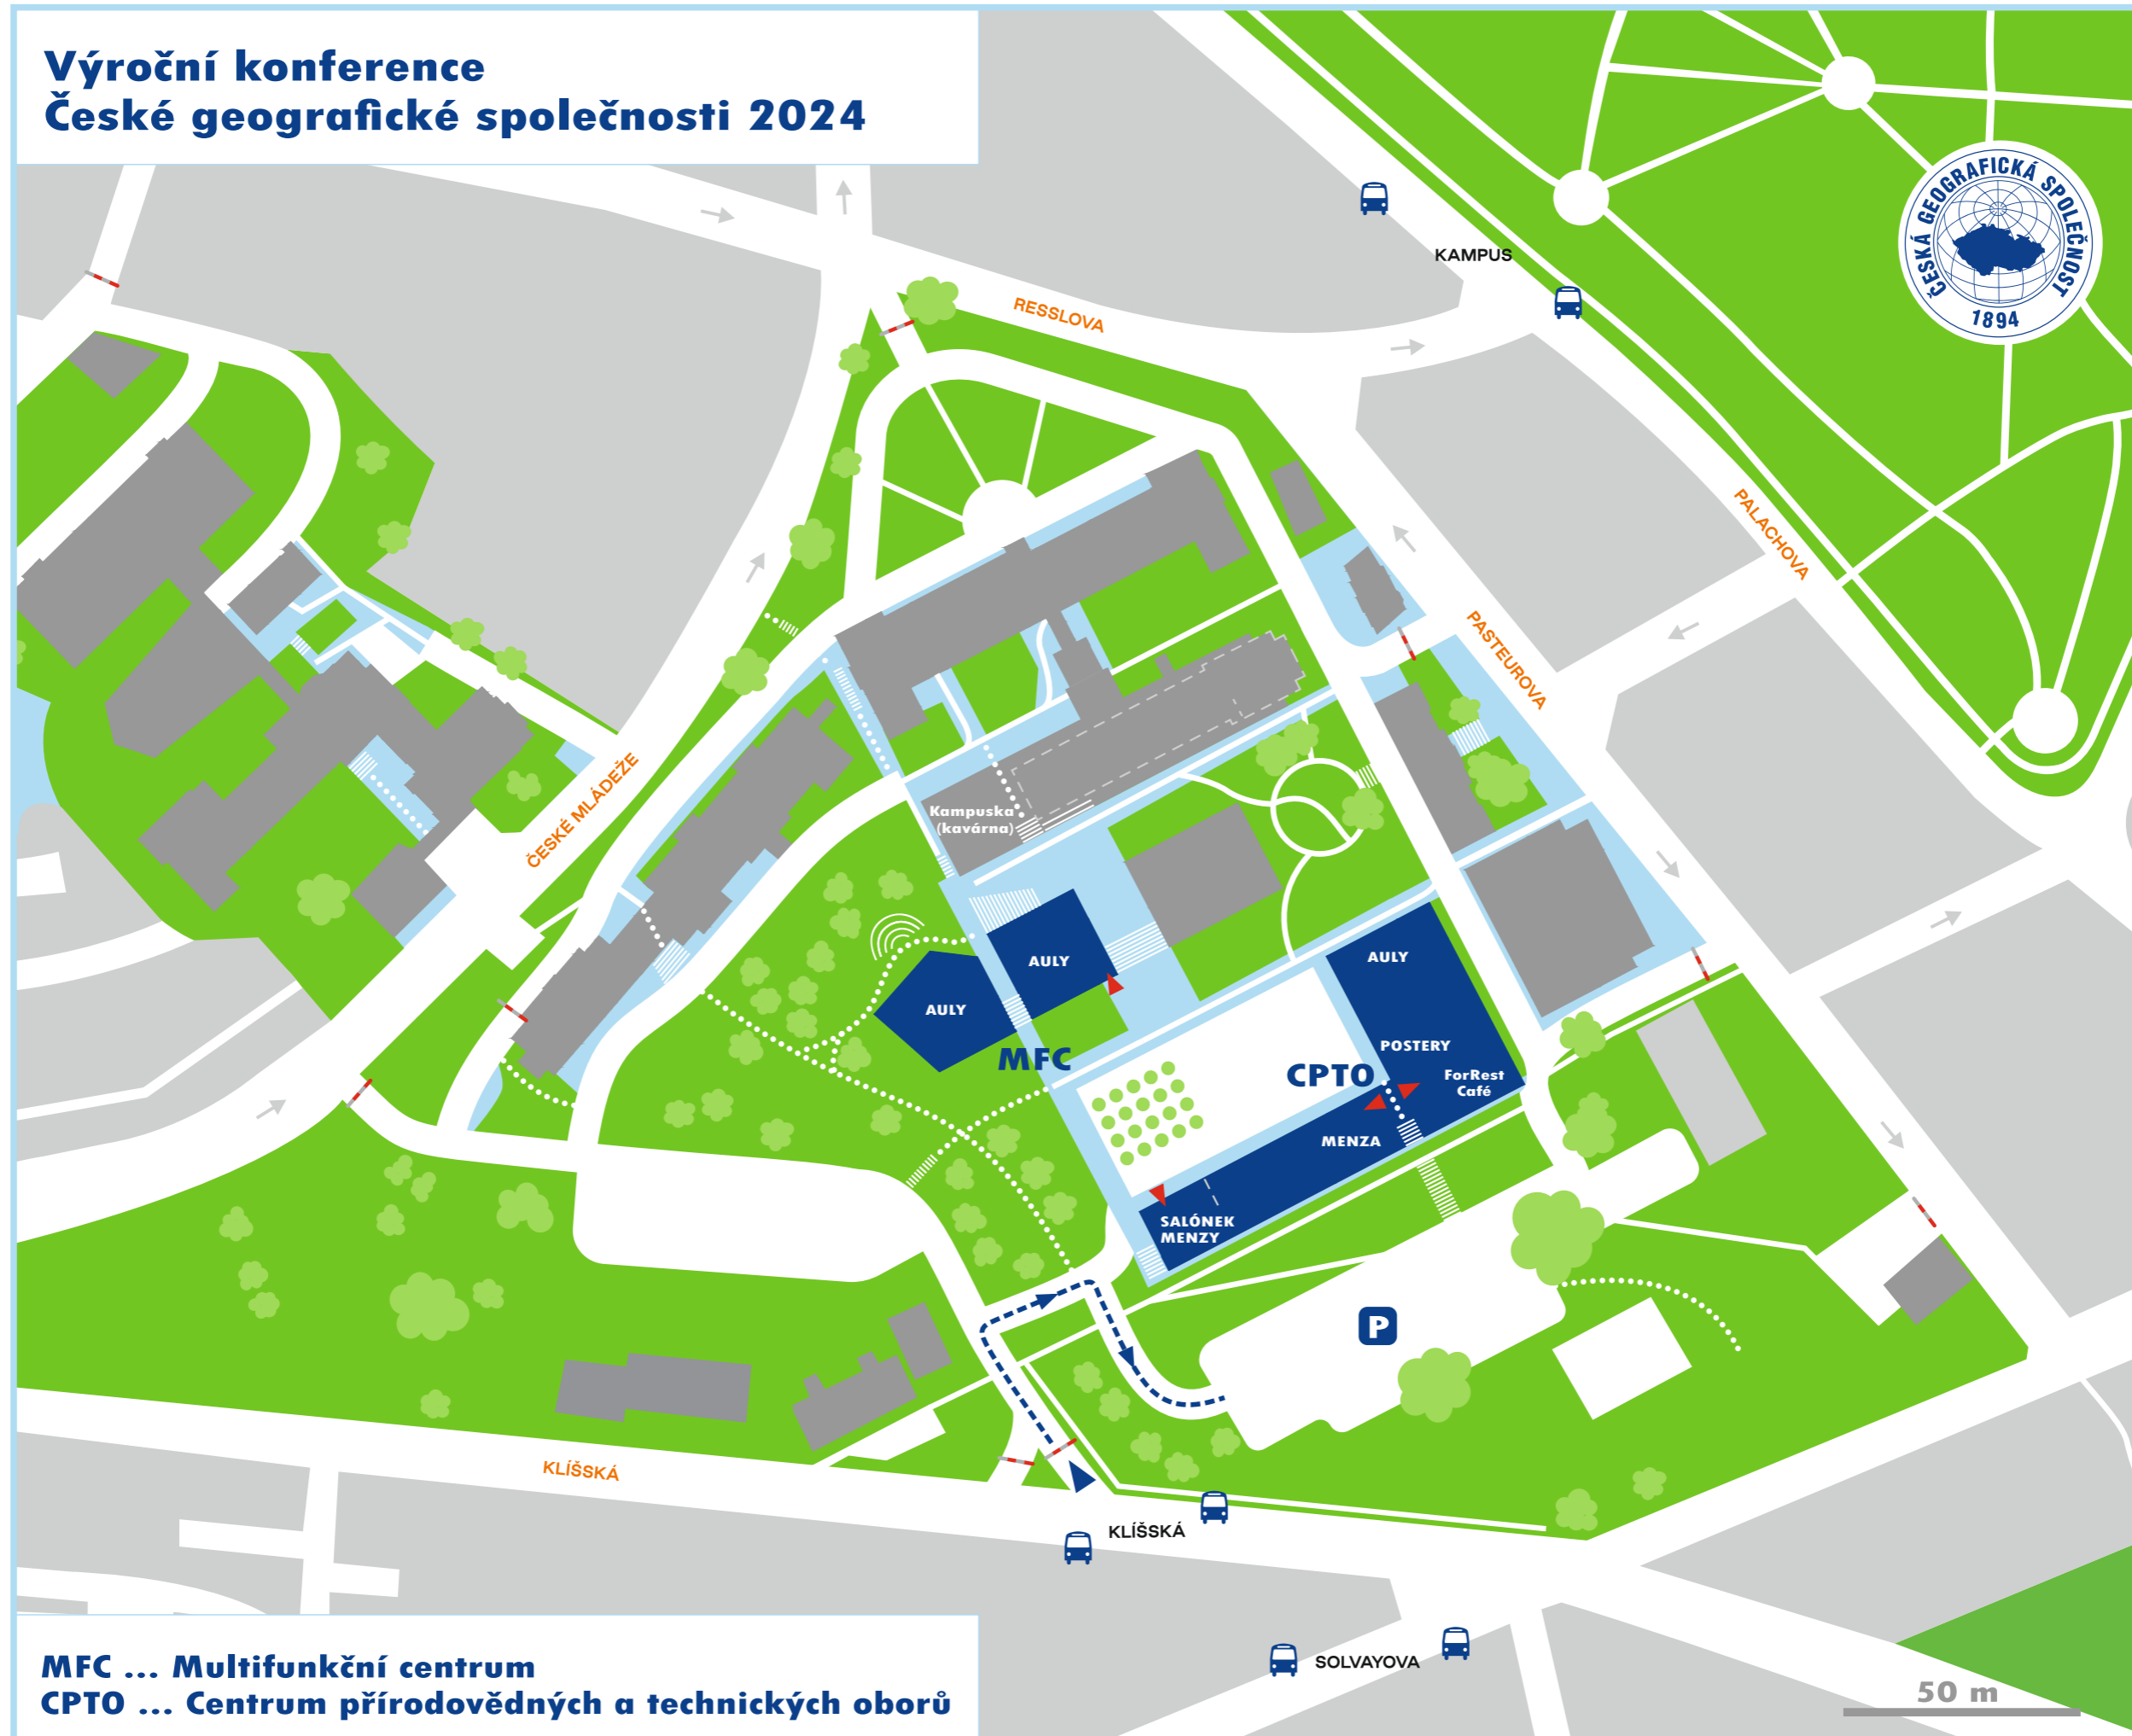 Výroční konference
České geografické společnosti 2024
ČESKÁ GEOGRAFICKÁ SPOLEČNOST
1894
KAMPUS
RESSLOVA
PALACHOVA
PASTEUROVA
ČESKÉ MLÁDEŽE
Kampuska
(kavárna)
AULY
AULY
AULY
MFC
POSTERY
CPTO
ForRest
Café
MENZA
SALÓNEK
MENZY
P
KLÍŠSKÁ
KLÍŠSKÁ
SOLVAYOVA
MFC ... Multifunkční centrum
CPTO ... Centrum přírodovědných a technických oborů
50 m